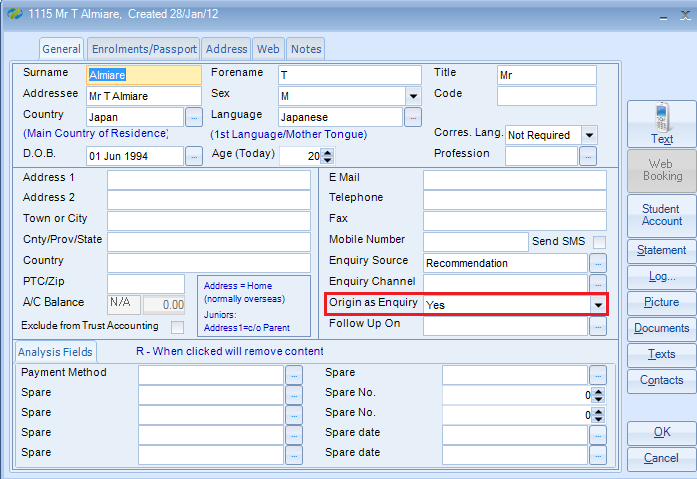 1115 Mr T Almiare, Created 28/Jan/12
General Enrolments/Passport Address Web Notes
Surname Almiare Forename T Title Mr
Addressee Mr T Almiare Sex M Code
Country Japan ... Language Japanese ...
(Main Country of Residence) (1st Language/Mother Tongue) Corres. Lang. Not Required
D.O.B. 01 Jun 1994 ... Age (Today) 20 Profession ...
Text
Web Booking
Student Account
Statement
Log...
Picture
Documents
Texts
Contacts
OK
Cancel
Address 1
Address 2
Town or City
Cnty/Prov/State
Country
PTC/Zip
A/C Balance N/A 0.00
Exclude from Trust Accounting
Address = Home
(normally overseas)
Juniors:
Address1=c/o Parent
E Mail
Telephone
Fax
Mobile Number Send SMS
Enquiry Source Recommendation ...
Enquiry Channel ...
Origin as Enquiry Yes
Follow Up On ...
Analysis Fields R - When clicked will remove content
Payment Method ... Spare ...
Spare ... Spare No. 0
Spare ... Spare No. 0
Spare ... Spare date ...
Spare ... Spare date ...